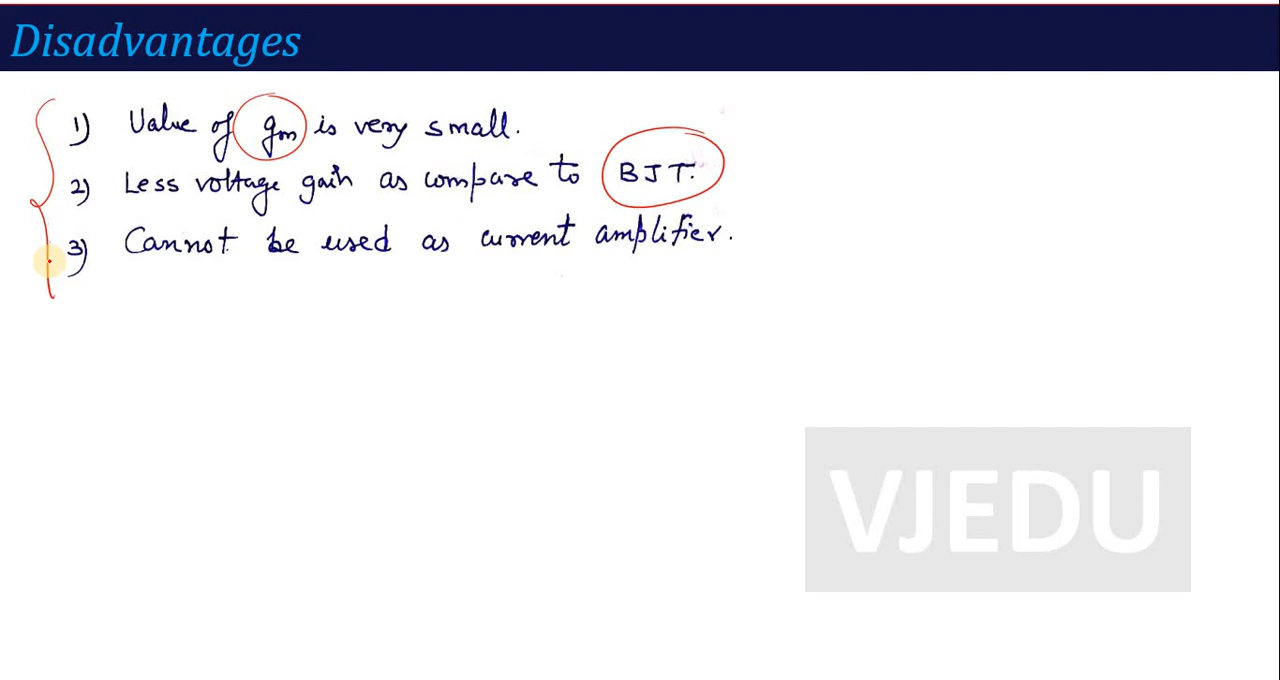 Disadvantages
1) Value of gm is very small.
2) Less voltage gain as compare to BJT.
3) Cannot be used as current amplifier.
VJEDU